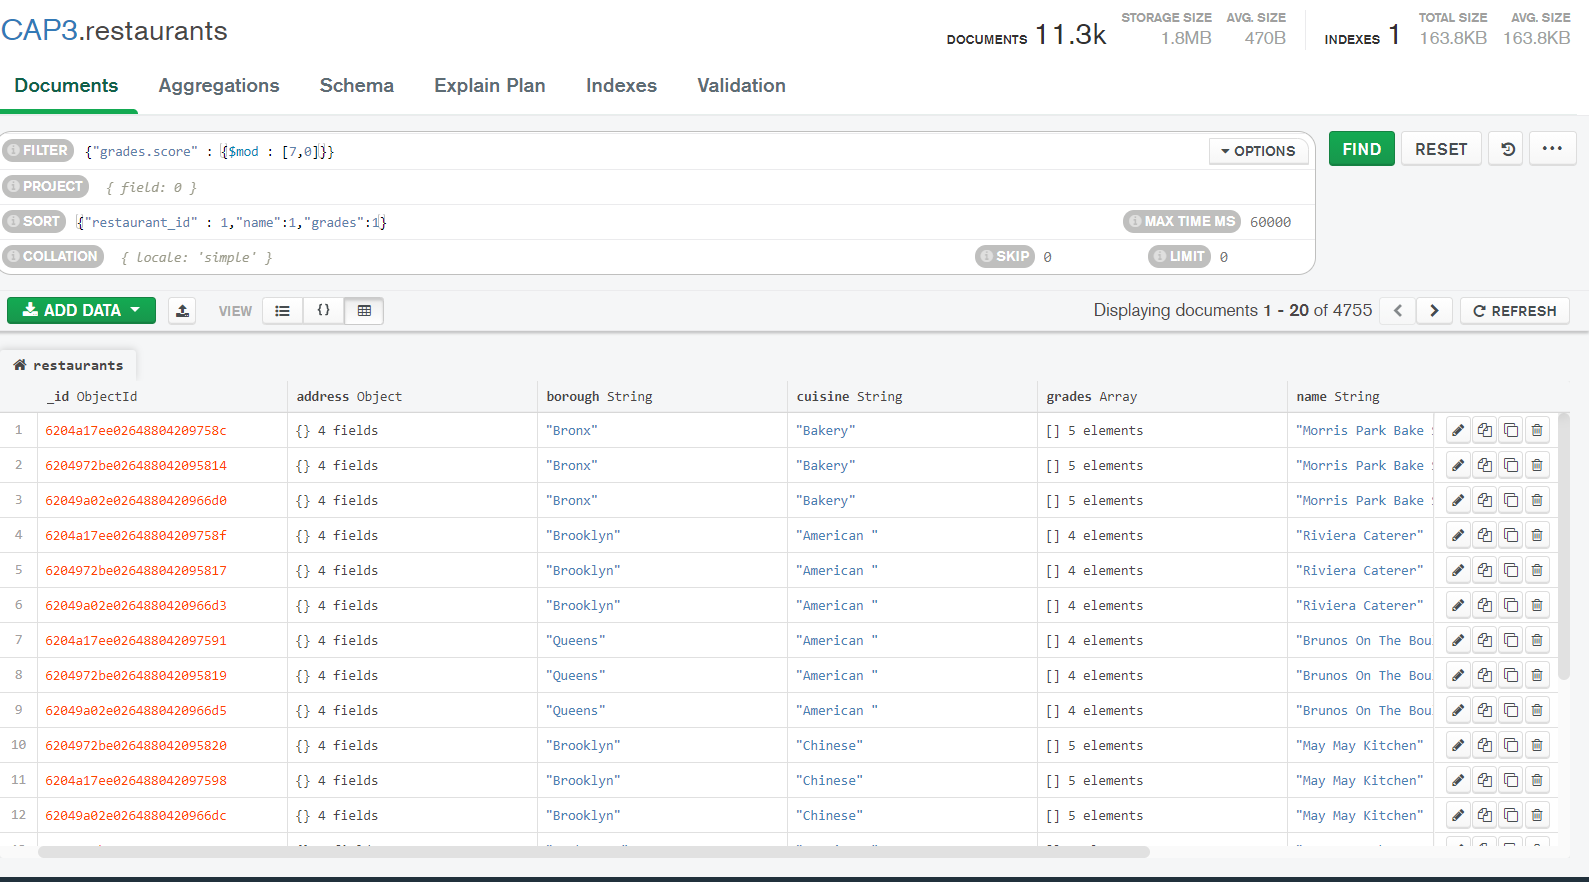 CAP3.restaurants
DOCUMENTS 11.3k STORAGE SIZE 1.8MB AVG. SIZE 470B INDEXES 1 TOTAL SIZE 163.8KB AVG. SIZE 163.8KB
Documents Aggregations Schema Explain Plan Indexes Validation
FILTER {"grades.score" : {$mod : [7,0]}} OPTIONS FIND RESET
PROJECT { field: 0 }
SORT {"restaurant_id" : 1,"name":1,"grades":1} MAX TIME MS 60000
COLLATION { locale: 'simple' } SKIP 0 LIMIT 0
ADD DATA VIEW {} Displaying documents 1 - 20 of 4755 REFRESH
restaurants
_id ObjectId address Object borough String cuisine String grades Array name String
1 6204a17ee02648804209758c {} 4 fields "Bronx" "Bakery" [] 5 elements "Morris Park Bake
2 6204972be026488042095814 {} 4 fields "Bronx" "Bakery" [] 5 elements "Morris Park Bake
3 62049a02e0264880420966d0 {} 4 fields "Bronx" "Bakery" [] 5 elements "Morris Park Bake
4 6204a17ee02648804209758f {} 4 fields "Brooklyn" "American " [] 4 elements "Riviera Caterer"
5 6204972be026488042095817 {} 4 fields "Brooklyn" "American " [] 4 elements "Riviera Caterer"
6 62049a02e0264880420966d3 {} 4 fields "Brooklyn" "American " [] 4 elements "Riviera Caterer"
7 6204a17ee026488042097591 {} 4 fields "Queens" "American " [] 4 elements "Brunos On The Bou
8 6204972be026488042095819 {} 4 fields "Queens" "American " [] 4 elements "Brunos On The Bou
9 62049a02e0264880420966d5 {} 4 fields "Queens" "American " [] 4 elements "Brunos On The Bou
10 6204972be026488042095820 {} 4 fields "Brooklyn" "Chinese" [] 5 elements "May May Kitchen"
11 6204a17ee026488042097598 {} 4 fields "Brooklyn" "Chinese" [] 5 elements "May May Kitchen"
12 62049a02e0264880420966dc {} 4 fields "Brooklyn" "Chinese" [] 5 elements "May May Kitchen"